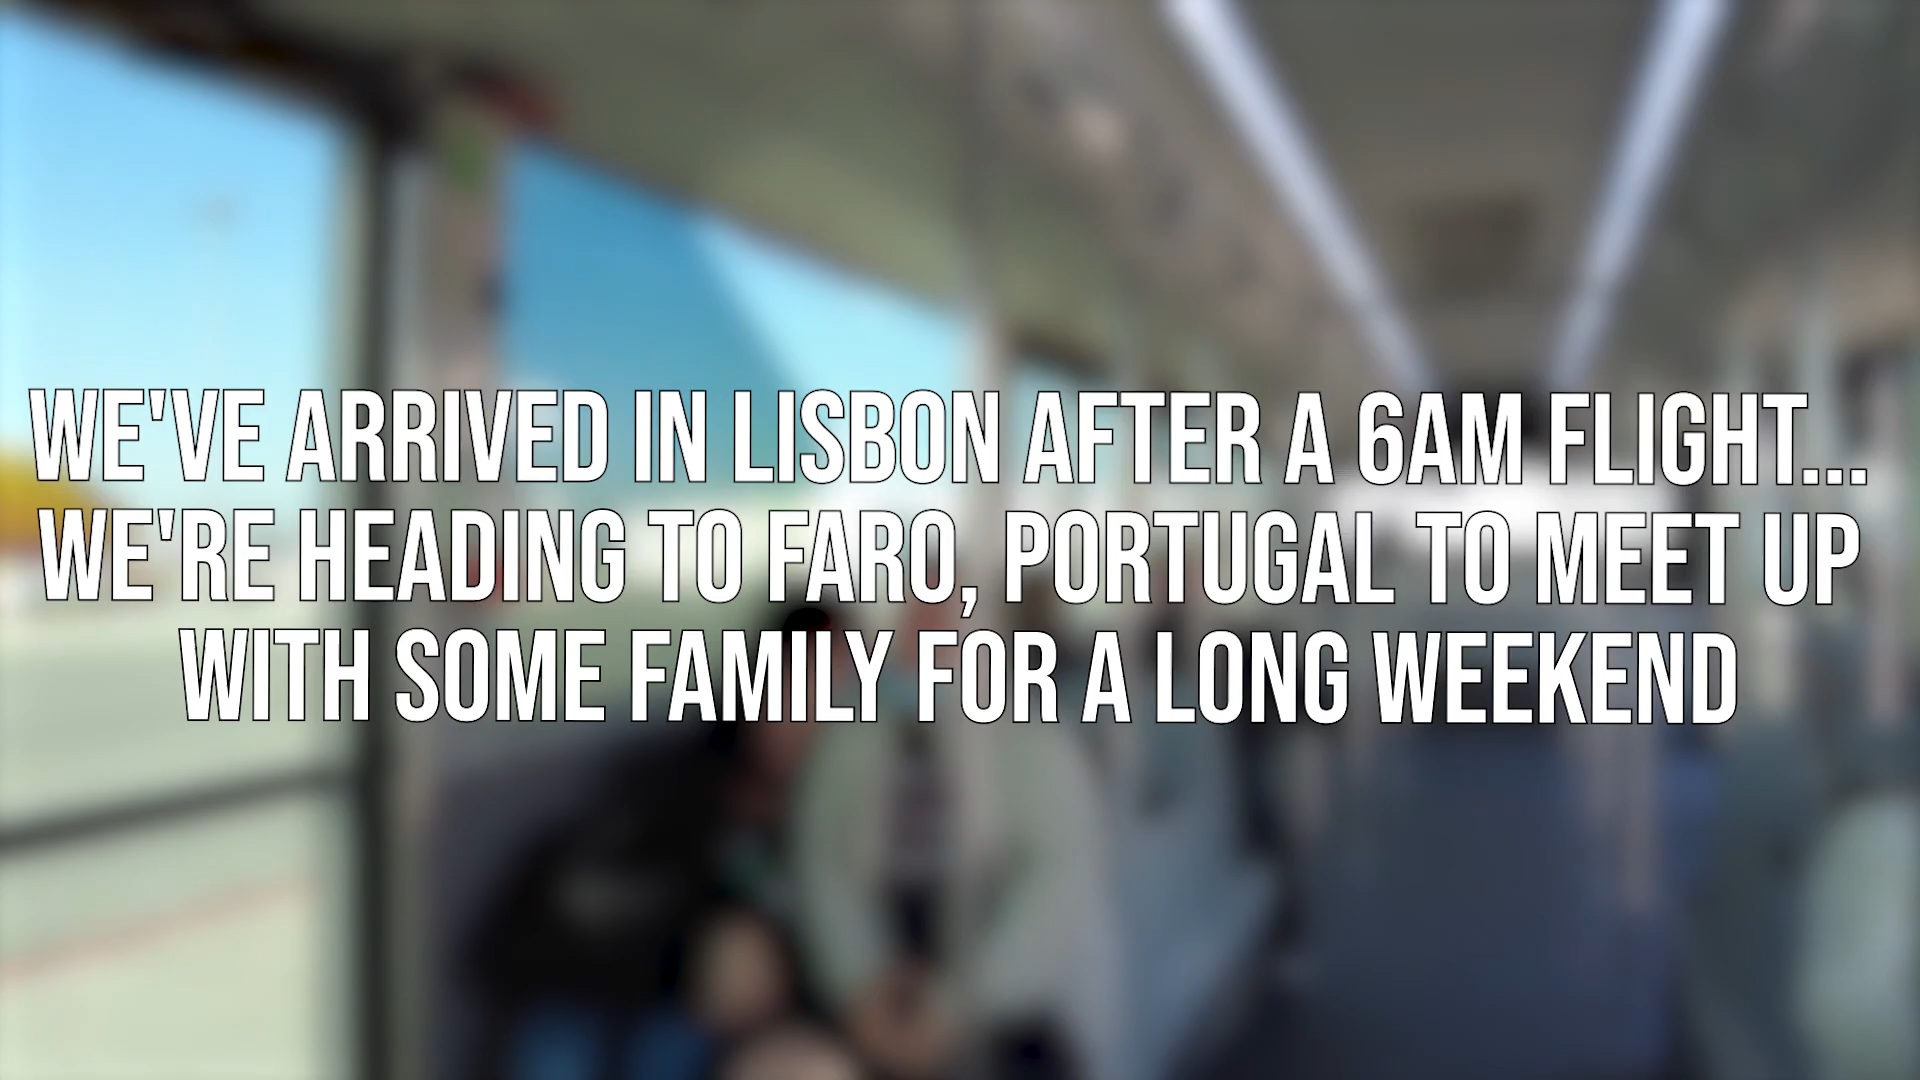 WE'VE ARRIVED IN LISBON AFTER A 6AM FLIGHT...
WE'RE HEADING TO FARO, PORTUGAL TO MEET UP
WITH SOME FAMILY FOR A LONG WEEKEND